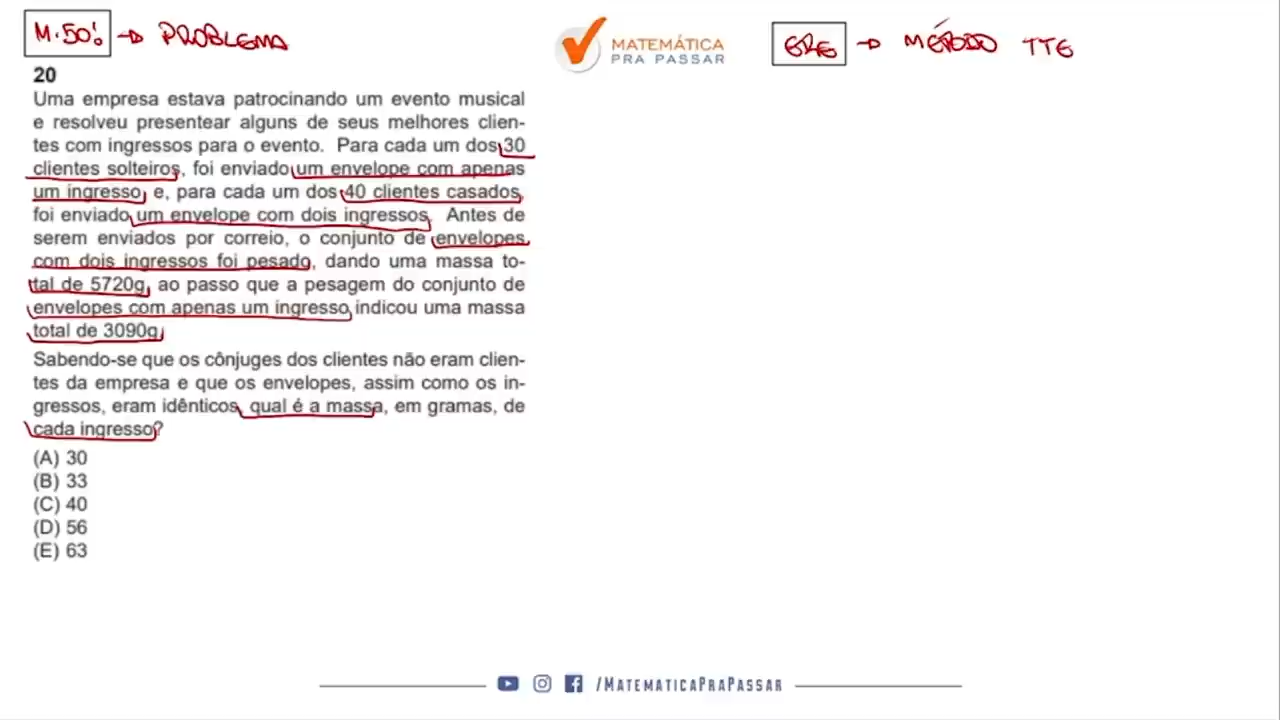 M.50% → PROBLEMA
MATEMÁTICA
PRA PASSAR
→ MÉTODO TTE
20
Uma empresa estava patrocinando um evento musical
e resolveu presentear alguns de seus melhores clien-
tes com ingressos para o evento. Para cada um dos 30
clientes solteiros, foi enviado um envelope com apenas
um ingresso e, para cada um dos 40 clientes casados,
foi enviado um envelope com dois ingressos. Antes de
serem enviados por correio, o conjunto de envelopes
com dois ingressos foi pesado, dando uma massa to-
tal de 5720g, ao passo que a pesagem do conjunto de
envelopes com apenas um ingresso indicou uma massa
total de 3090g.
Sabendo-se que os cônjuges dos clientes não eram clien-
tes da empresa e que os envelopes, assim como os in-
gressos, eram idênticos, qual é a massa, em gramas, de
cada ingresso?
(A) 30
(B) 33
(C) 40
(D) 56
(E) 63
/MATEMATICAPRAPASSAR